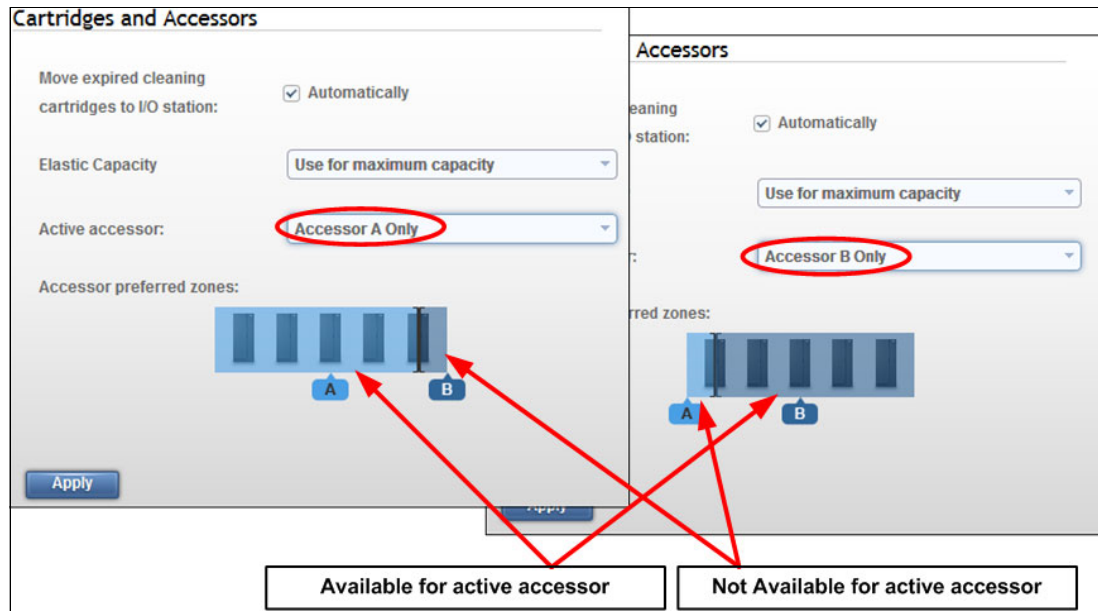 Cartridges and Accessors
Move expired cleaning
cartridges to I/O station:
Automatically
Elastic Capacity
Use for maximum capacity
Active accessor:
Accessor A Only
Accessor preferred zones:
A
B
Apply
Accessors
eaning
station:
Automatically
Use for maximum capacity
r:
Accessor B Only
rred zones:
A
B
Apply
Available for active accessor
Not Available for active accessor